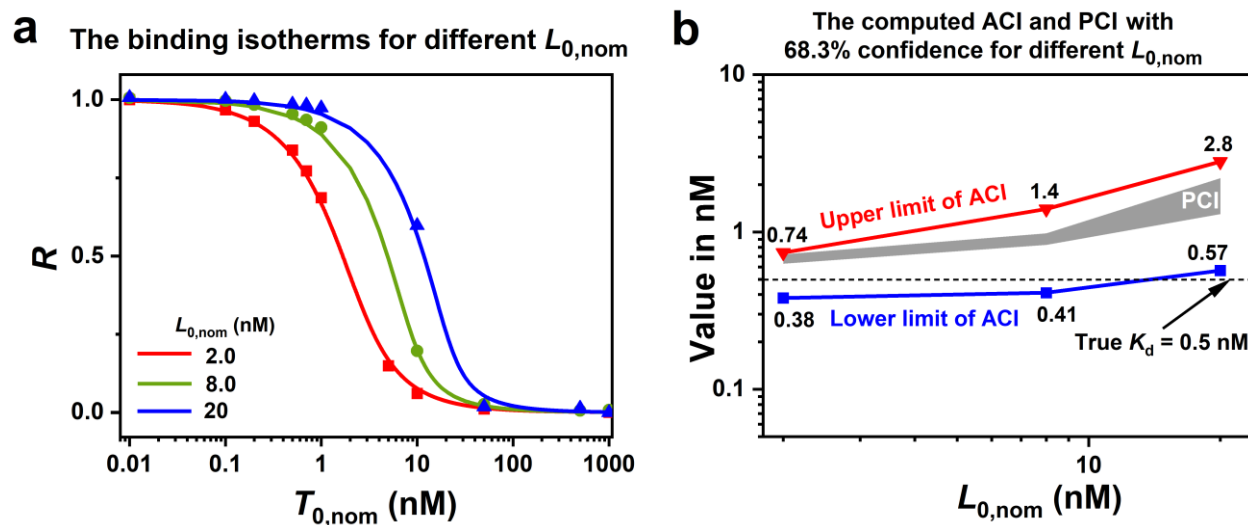 a
The binding isotherms for different L0,nom
1.0
0.5
0.0
R
L0,nom (nM)
2.0
8.0
20
0.01
0.1
1
10
100
1000
T0,nom (nM)
b
The computed ACI and PCI with
68.3% confidence for different L0,nom
10
1
0.1
Value in nM
2.8
1.4
0.74
Upper limit of ACI
PCI
0.57
0.38
Lower limit of ACI
0.41
True Kd = 0.5 nM
10
L0,nom (nM)